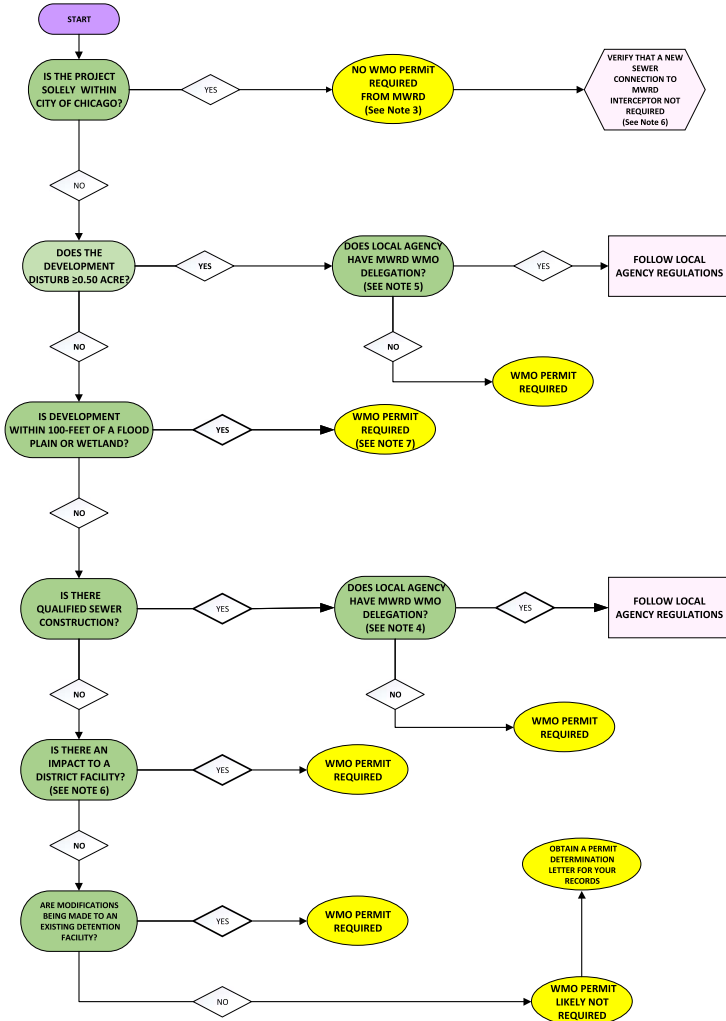 START
IS THE PROJECT
SOLELY WITHIN
CITY OF CHICAGO?
YES
NO WMO PERMiT
REQUIRED
FROM MWRD
(See Note 3)
VERIFY THAT A NEW
SEWER
CONNECTION TO
MWRD
INTERCEPTOR NOT
REQUIRED
(See Note 6)
NO
DOES THE
DEVELOPMENT
DISTURB ≥0.50 ACRE?
YES
DOES LOCAL AGENCY
HAVE MWRD WMO
DELEGATION?
(SEE NOTE 5)
YES
FOLLOW LOCAL
AGENCY REGULATIONS
NO
NO
WMO PERMIT
REQUIRED
IS DEVELOPMENT
WITHIN 100-FEET OF A FLOOD
PLAIN OR WETLAND?
YES
WMO PERMIT
REQUIRED
(SEE NOTE 7)
NO
IS THERE
QUALIFIED SEWER
CONSTRUCTION?
YES
DOES LOCAL AGENCY
HAVE MWRD WMO
DELEGATION?
(SEE NOTE 4)
YES
FOLLOW LOCAL
AGENCY REGULATIONS
NO
NO
WMO PERMIT
REQUIRED
IS THERE AN
IMPACT TO A
DISTRICT FACILITY?
(SEE NOTE 6)
YES
WMO PERMIT
REQUIRED
NO
OBTAIN A PERMIT
DETERMINATION
LETTER FOR YOUR
RECORDS
ARE MODIFICATIONS
BEING MADE TO AN
EXISTING DETENTION
FACILITY?
YES
WMO PERMIT
REQUIRED
NO
WMO PERMIT
LIKELY NOT
REQUIRED